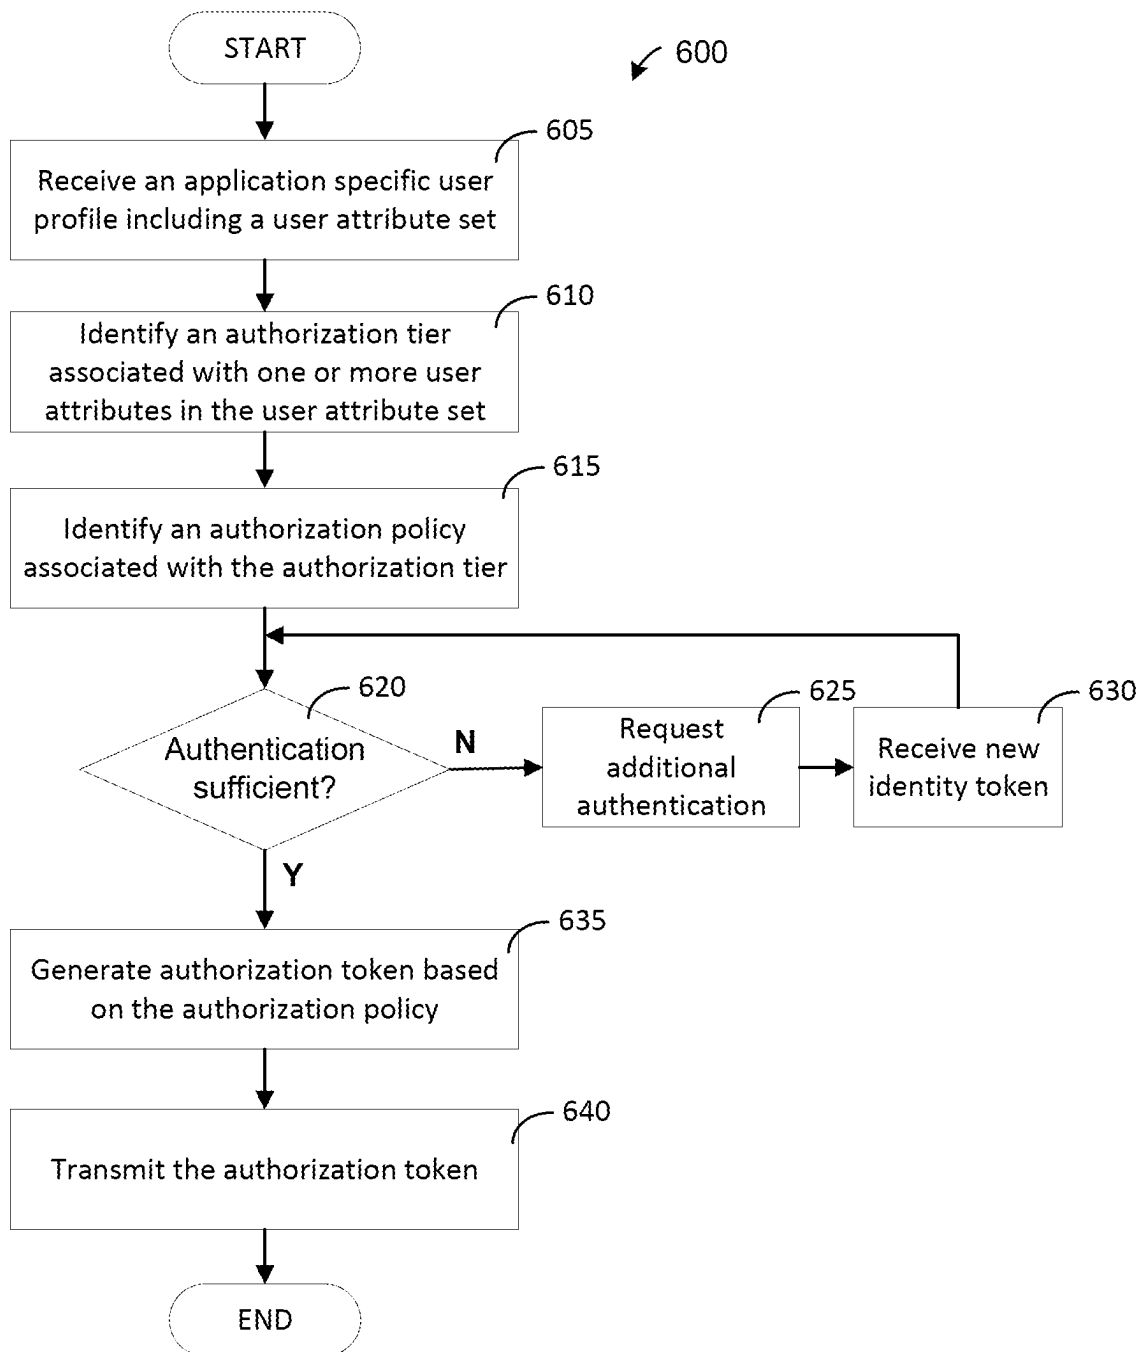 START
600
605
Receive an application specific user
profile including a user attribute set
610
Identify an authorization tier
associated with one or more user
attributes in the user attribute set
615
Identify an authorization policy
associated with the authorization tier
620
Authentication
sufficient?
N
625
Request
additional
authentication
630
Receive new
identity token
Y
635
Generate authorization token based
on the authorization policy
640
Transmit the authorization token
END